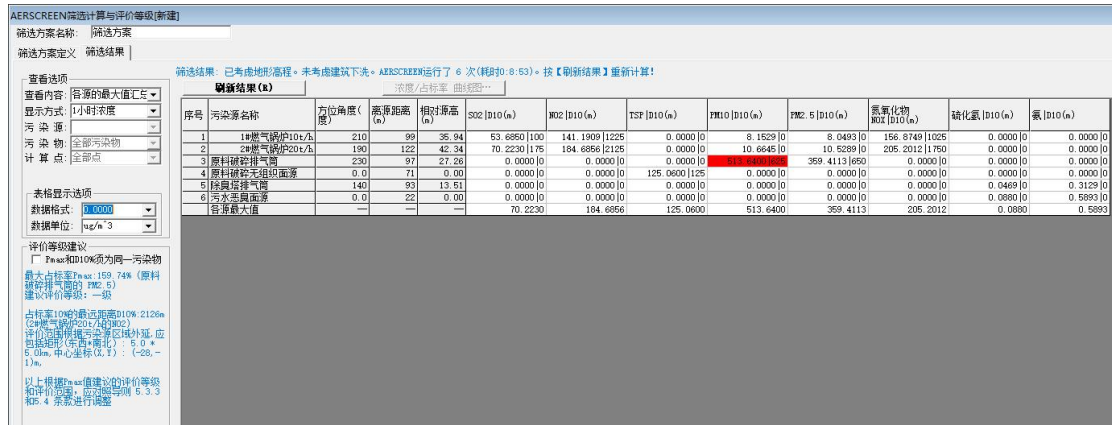 AERSCREEN筛选计算与评价等级[新建]
筛选方案名称: 筛选方案
筛选方案定义 筛选结果
筛选结果: 已考虑地形高程。未考虑建筑下洗。AERSCREEN运行了 6 次(耗时0:8:53)。按【刷新结果】重新计算!
查看选项
查看内容: 各源的最大值汇总
显示方式: 1小时浓度
污 染 源:
污 染 物: 全部污染物
计 算 点: 全部点
表格显示选项
数据格式: 0.0000
数据单位: ug/m^3
评价等级建议
Pmax和D10%须为同一污染物
最大占标率Pmax:159.74% (原料
破碎排气筒的 PM2.5)
建议评价等级: 一级
占标率10%的最远距离D10%:2126m
(2#燃气锅炉20t/h的NO2)
评价范围根据污染源区域外延,应
包括矩形(东西*南北): 5.0 *
5.0km,中心坐标(X,Y): (-28,-
1)m。
以上根据Pmax值建议的评价等级
和评价范围,应对照导则 5.3.3
和5.4 条款进行调整
刷新结果(R) 浓度/占标率 曲线图…
序号 污染源名称 方位角度(度) 离源距离(m) 相对源高(m) SO2|D10(m) NO2|D10(m) TSP|D10(m) PM10|D10(m) PM2.5|D10(m) 氮氧化物NOX|D10(m) 硫化氢|D10(m) 氨|D10(m)
1 1#燃气锅炉10t/h 210 99 35.94 53.6850|100 141.1909|1225 0.0000|0 8.1529|0 8.0493|0 156.8749|1025 0.0000|0 0.0000|0
2 2#燃气锅炉20t/h 190 122 42.34 70.2230|175 184.6856|2125 0.0000|0 10.6645|0 10.5289|0 205.2012|1750 0.0000|0 0.0000|0
3 原料破碎排气筒 230 97 27.26 0.0000|0 0.0000|0 0.0000|0 513.6400|625 359.4113|650 0.0000|0 0.0000|0 0.0000|0
4 原料破碎无组织面源 0.0 71 0.00 0.0000|0 0.0000|0 125.0600|125 0.0000|0 0.0000|0 0.0000|0 0.0000|0 0.0000|0
5 除臭塔排气筒 140 93 13.51 0.0000|0 0.0000|0 0.0000|0 0.0000|0 0.0000|0 0.0000|0 0.0469|0 0.3129|0
6 污水恶臭面源 0.0 22 0.00 0.0000|0 0.0000|0 0.0000|0 0.0000|0 0.0000|0 0.0000|0 0.0880|0 0.5893|0
各源最大值 — — — 70.2230 184.6856 125.0600 513.6400 359.4113 205.2012 0.0880 0.5893